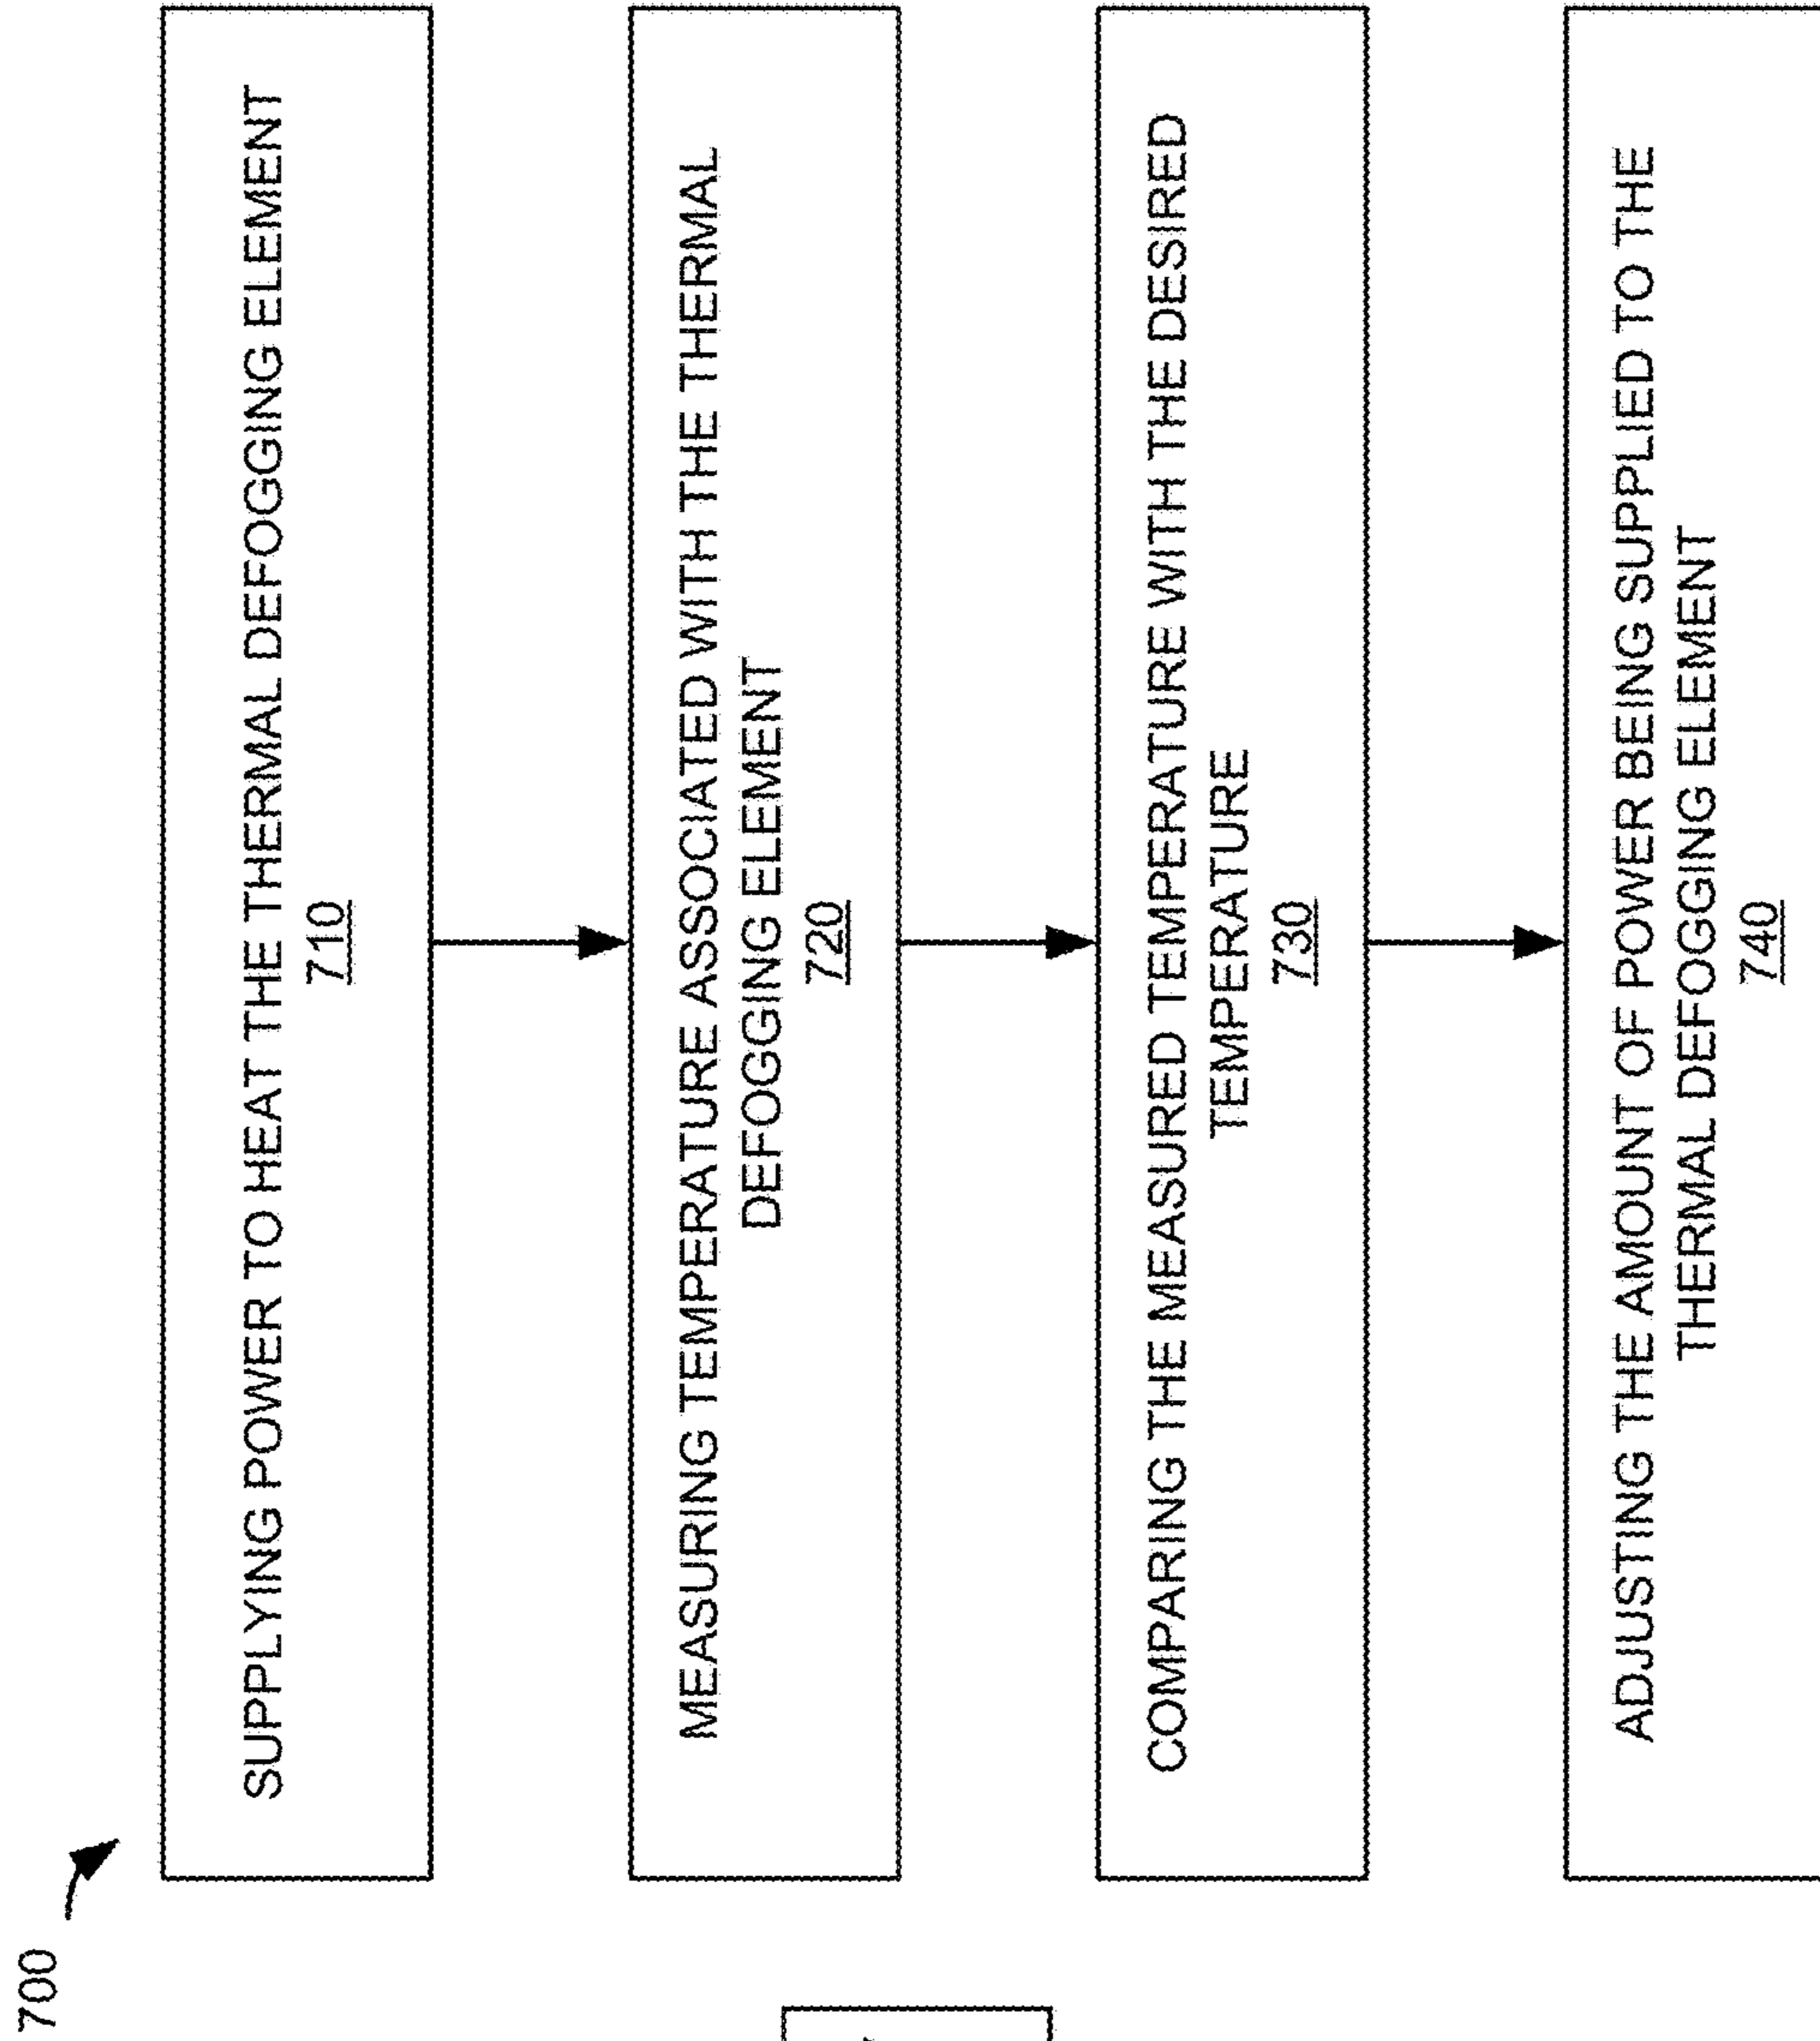 700
SUPPLYING POWER TO HEAT THE THERMAL DEFOGGING ELEMENT
710
MEASURING TEMPERATURE ASSOCIATED WITH THE THERMAL
DEFOGGING ELEMENT
720
COMPARING THE MEASURED TEMPERATURE WITH THE DESIRED
TEMPERATURE
730
ADJUSTING THE AMOUNT OF POWER BEING SUPPLIED TO THE
THERMAL DEFOGGING ELEMENT
740